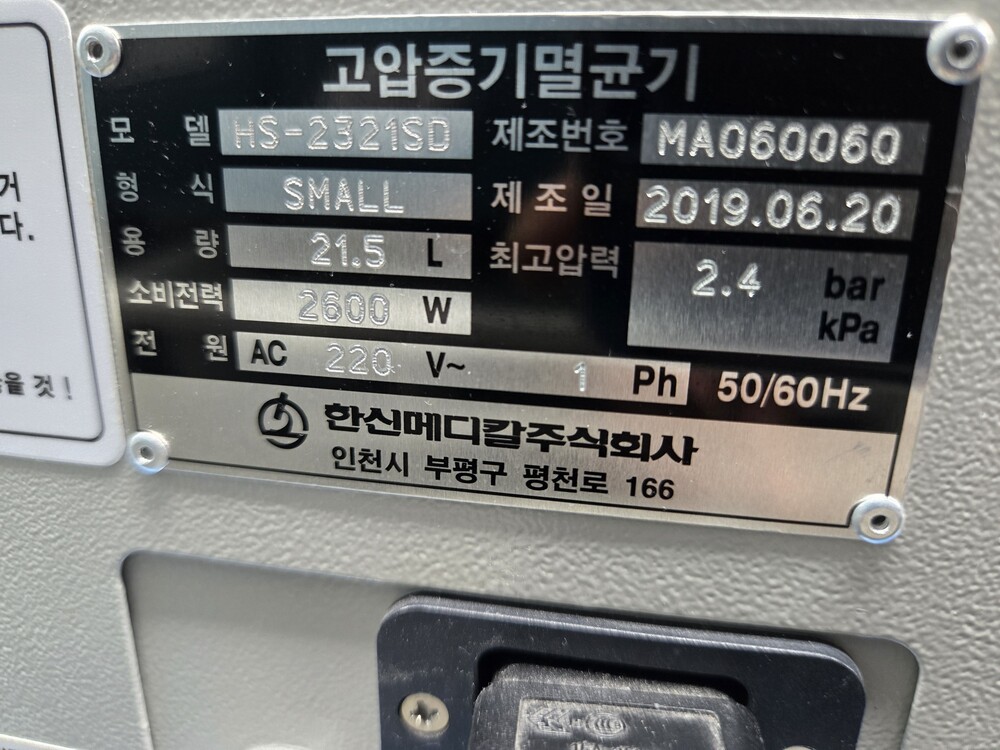 고압증기멸균기
모 델 HS-2321SD 제조번호 MA060060
형 식 SMALL 제 조 일 2019.06.20
용 량 21.5 L 최고압력 2.4 bar
kPa
소비전력 2600 W
전 원 AC 220 V~ 1 Ph 50/60Hz
한신메디칼주식회사
인천시 부평구 평천로 166
거
다.
것 !